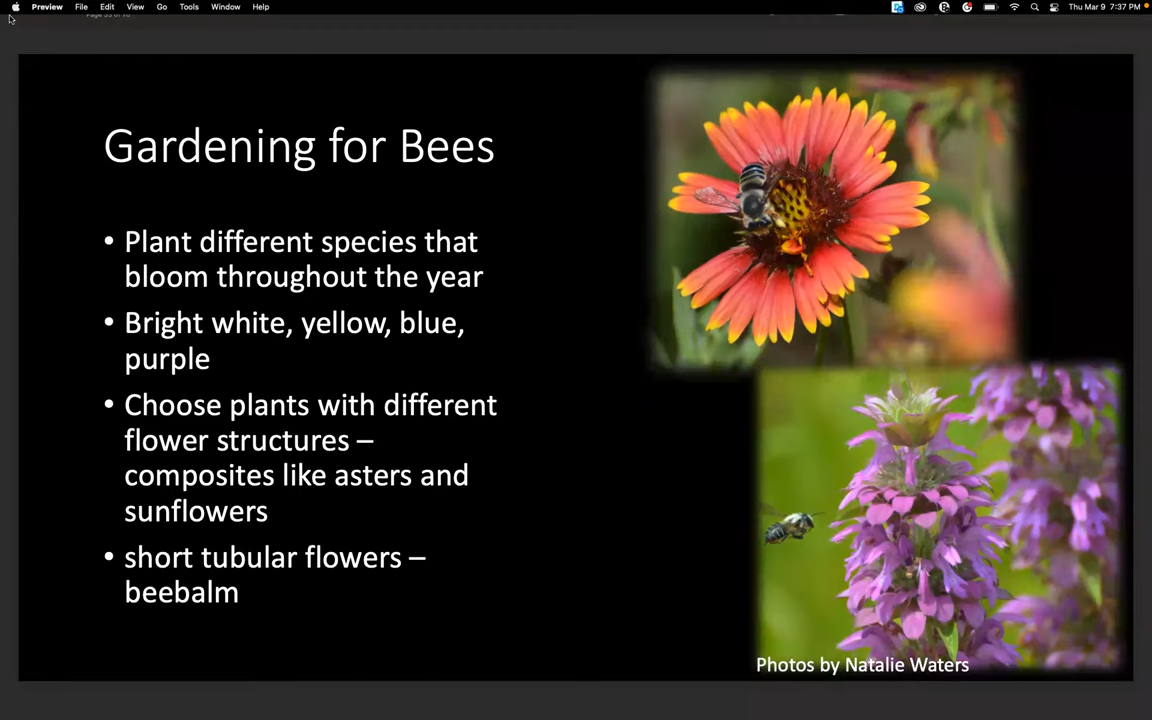 Preview File Edit View Go Tools Window Help
Thu Mar 9 7:37 PM
Gardening for Bees
• Plant different species that
bloom throughout the year
• Bright white, yellow, blue,
purple
• Choose plants with different
flower structures –
composites like asters and
sunflowers
• short tubular flowers –
beebalm
Photos by Natalie Waters